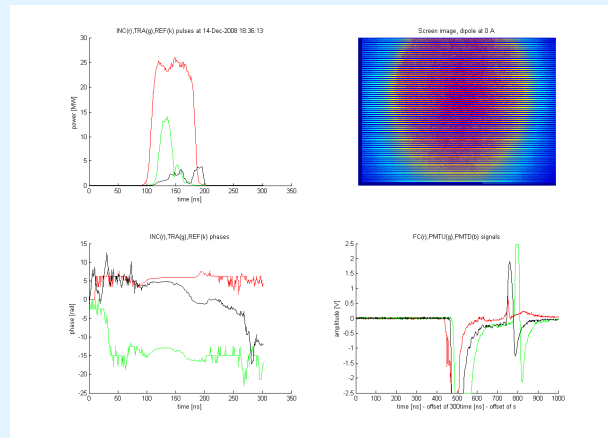 INC(r),TRA(g),REF(k) pulses at 14-Dec-2008 18:36:13
power [MW]
30
25
20
15
10
5
0
0 50 100 150 200 250 300 350
time [ns]
Screen image, dipole at 0 A
INC(r),TRA(g),REF(k) phases
phase [rad]
15
10
5
0
-5
-10
-15
-20
-25
0 50 100 150 200 250 300 350
time [ns]
FC(r),PMTU(g),PMTD(b) signals
amplitude [V]
2.5
2
1.5
1
0.5
0
-0.5
-1
-1.5
-2
-2.5
0 100 200 300 400 500 600 700 800 900 1000
time [ns] - offset of 300time [ns] - offset of s